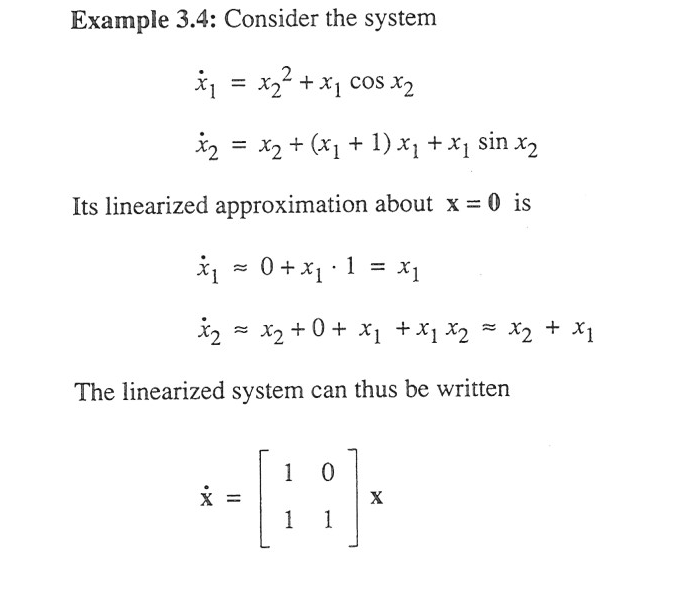 Example 3.4: Consider the system
ẋ₁ = x₂² + x₁ cos x₂
ẋ₂ = x₂ + (x₁ + 1) x₁ + x₁ sin x₂
Its linearized approximation about x = 0 is
ẋ₁ ≈ 0 + x₁ · 1 = x₁
ẋ₂ ≈ x₂ + 0 + x₁ + x₁ x₂ ≈ x₂ + x₁
The linearized system can thus be written
ẋ = [ 1 0
1 1 ] x